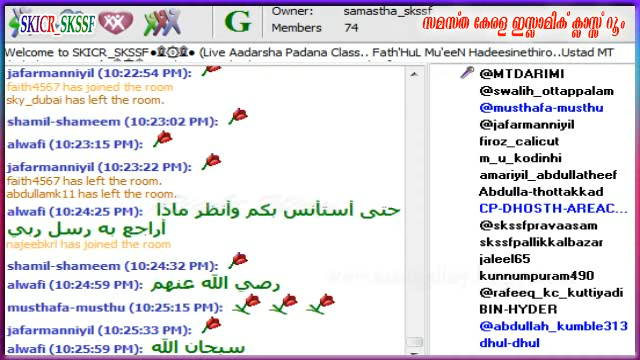 SKICR_SKSSF
Owner: samastha_skssf
Members 74
സമസ്ത കേരള ഇസ്ലാമിക് ക്ലാസ്സ് റൂം
Welcome to SKICR_SKSSF (Live Aadarsha Padana Class.. Fath'HuL Mu'eeN Hadeesinethiro..Ustad MT
jafarmanniyil (10:22:54 PM):
faith4567 has joined the room
sky_dubai has left the room.
shamil-shameem (10:23:02 PM):
alwafi (10:23:15 PM):
jafarmanniyil (10:23:22 PM):
faith4567 has left the room.
abdullamk11 has left the room.
alwafi (10:24:25 PM): حتى أستأنس بكم وأنظر ماذا
أراجع به رسل ربي
najeebkrl has joined the room
shamil-shameem (10:24:32 PM):
alwafi (10:24:59 PM): رضي الله عنهم
musthafa-musthu (10:25:15 PM):
jafarmanniyil (10:25:33 PM):
alwafi (10:25:59 PM): سبحان الله
@MTDARIMI
@swalih_ottappalam
@musthafa-musthu
@jafarmanniyil
firoz_calicut
m_u_kodinhi
amariyil_abdullatheef
Abdulla-thottakkad
CP-DHOSTH-AREAC...
@skssfpravaasam
skssfpallikkalbazar
jaleel65
kunnumpuram490
@rafeeq_kc_kuttiyadi
BIN-HYDER
@abdullah_kumble313
dhul-dhul